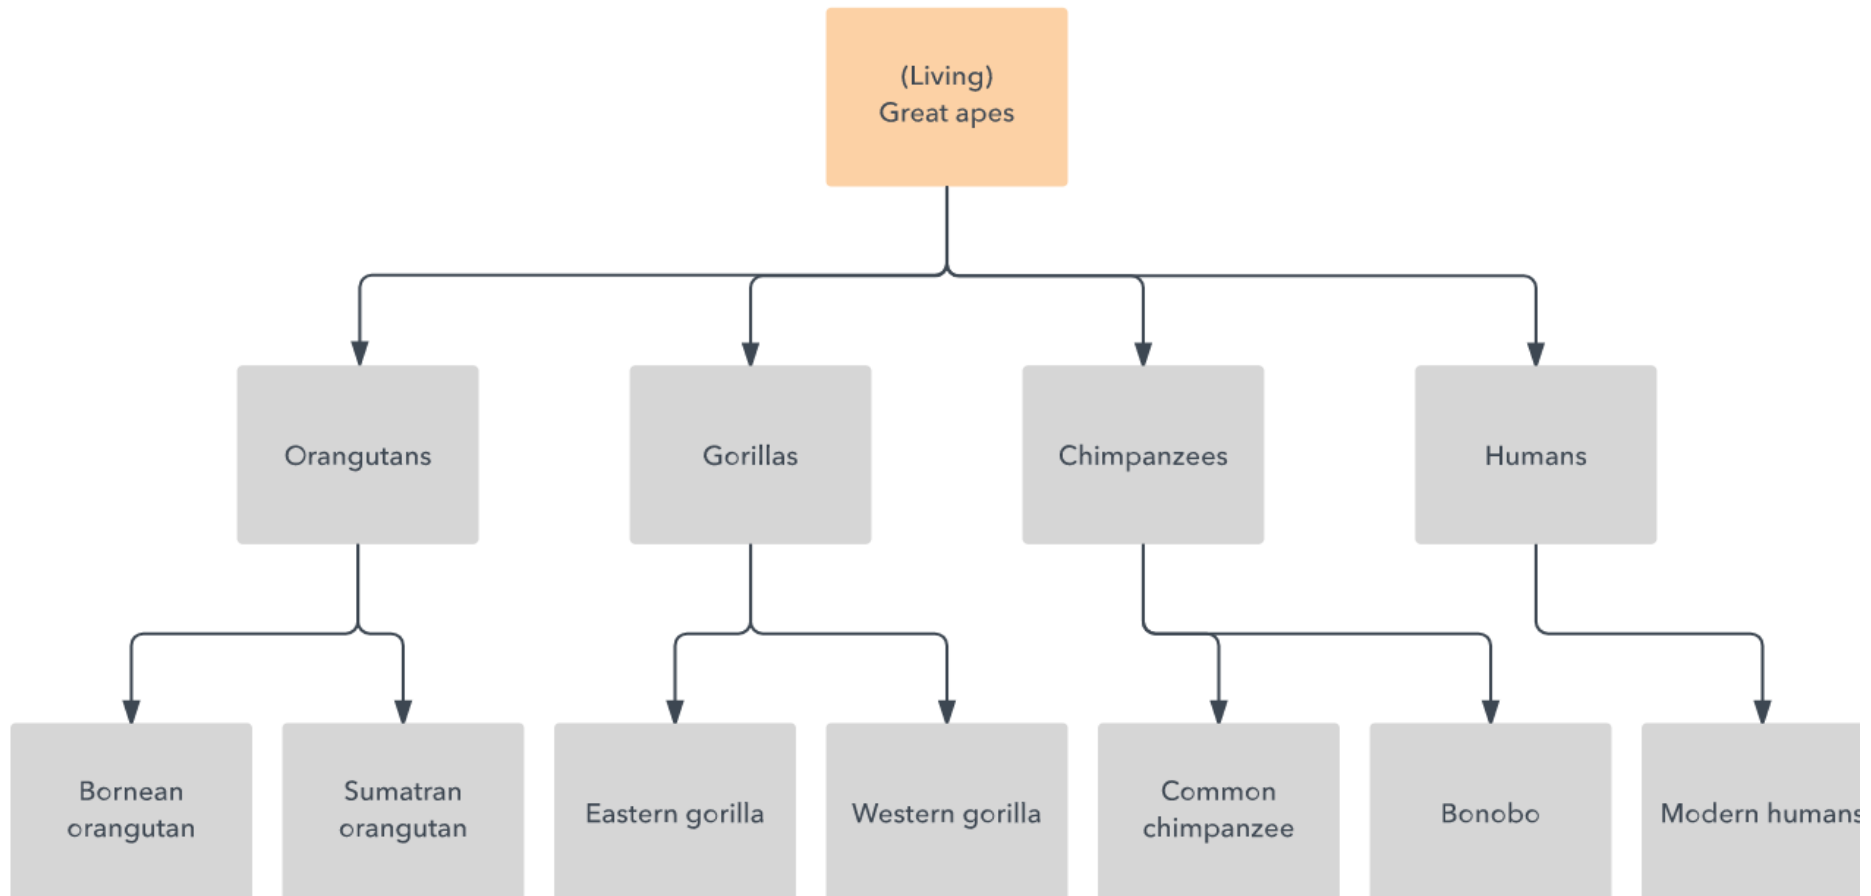 (Living)
Great apes
Orangutans
Gorillas
Chimpanzees
Humans
Bornean
orangutan
Sumatran
orangutan
Eastern gorilla
Western gorilla
Common
chimpanzee
Bonobo
Modern humans